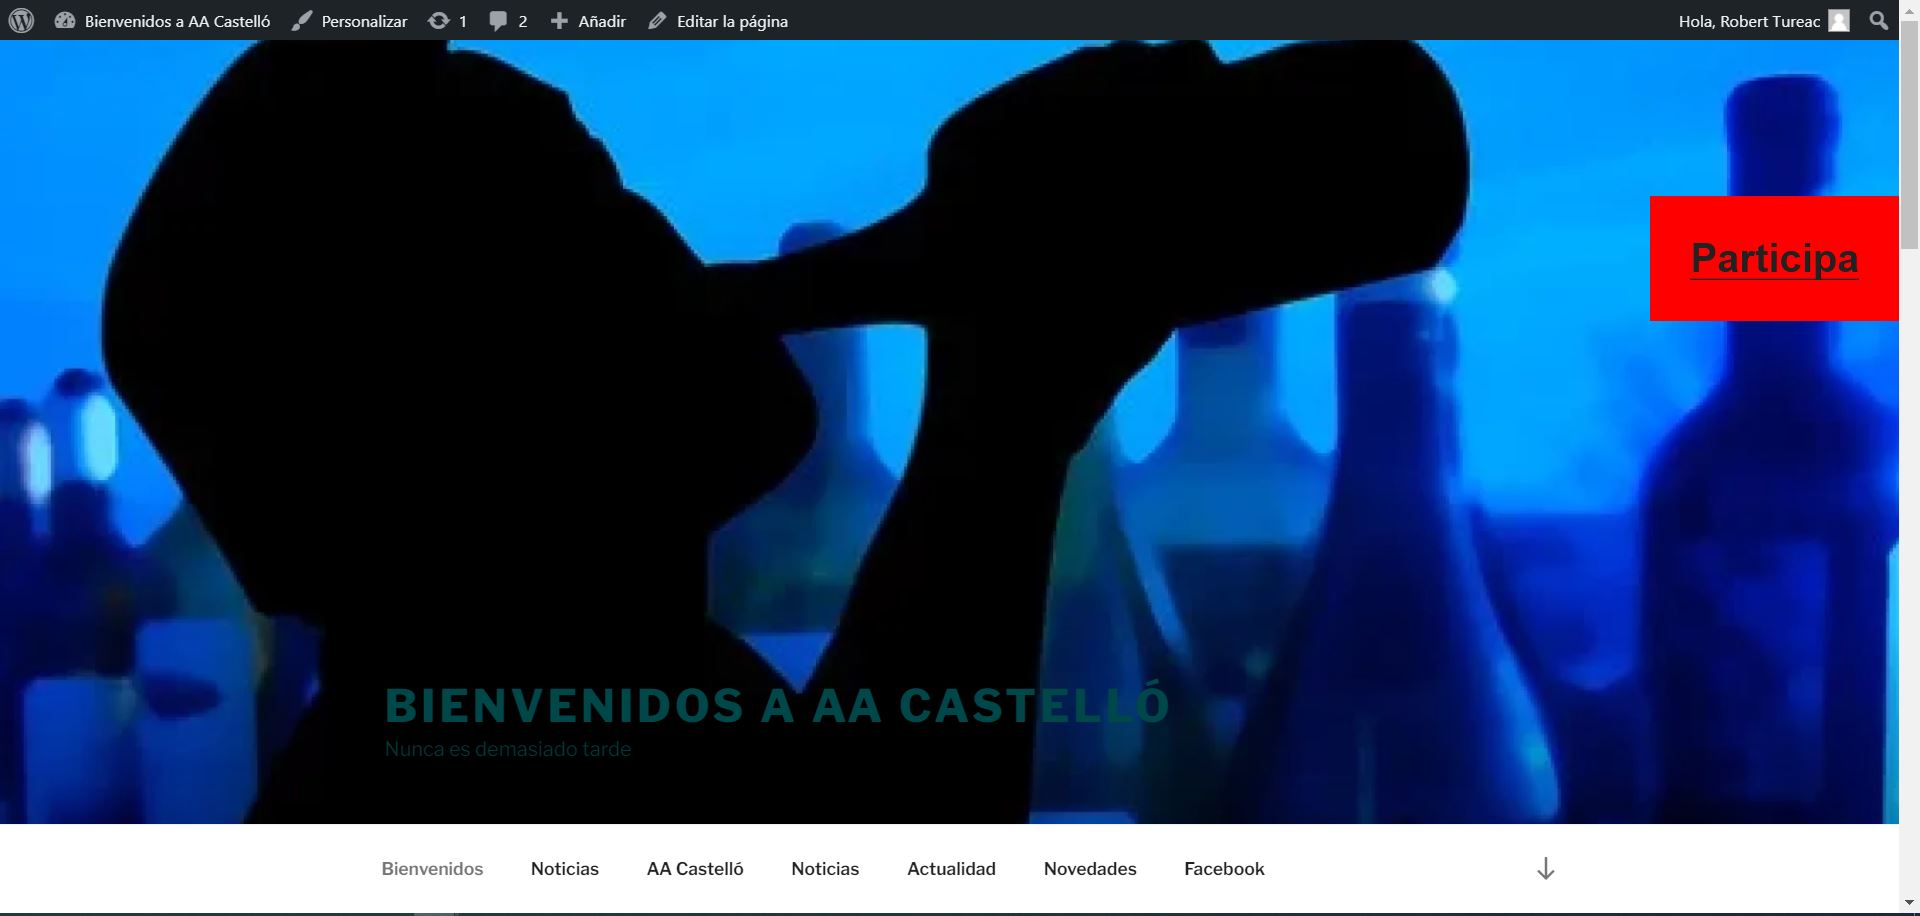 Bienvenidos a AA Castelló Personalizar 1 2 Añadir Editar la página Hola, Robert Tureac
Participa
BIENVENIDOS A AA CASTELLÓ
Nunca es demasiado tarde
Bienvenidos Noticias AA Castelló Noticias Actualidad Novedades Facebook